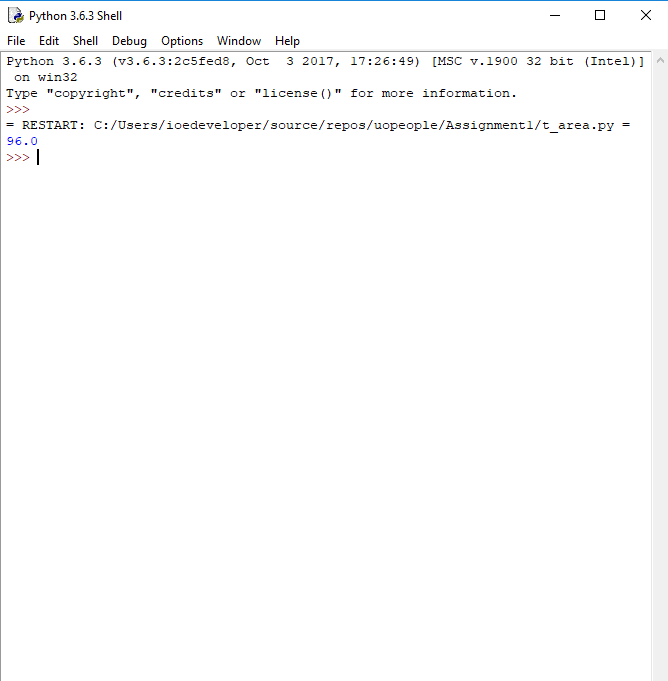 Python 3.6.3 Shell
File Edit Shell Debug Options Window Help
Python 3.6.3 (v3.6.3:2c5fed8, Oct  3 2017, 17:26:49) [MSC v.1900 32 bit (Intel)]
 on win32
Type "copyright", "credits" or "license()" for more information.
>>>
= RESTART: C:/Users/ioedeveloper/source/repos/uopeople/Assignment1/t_area.py =
96.0
>>>